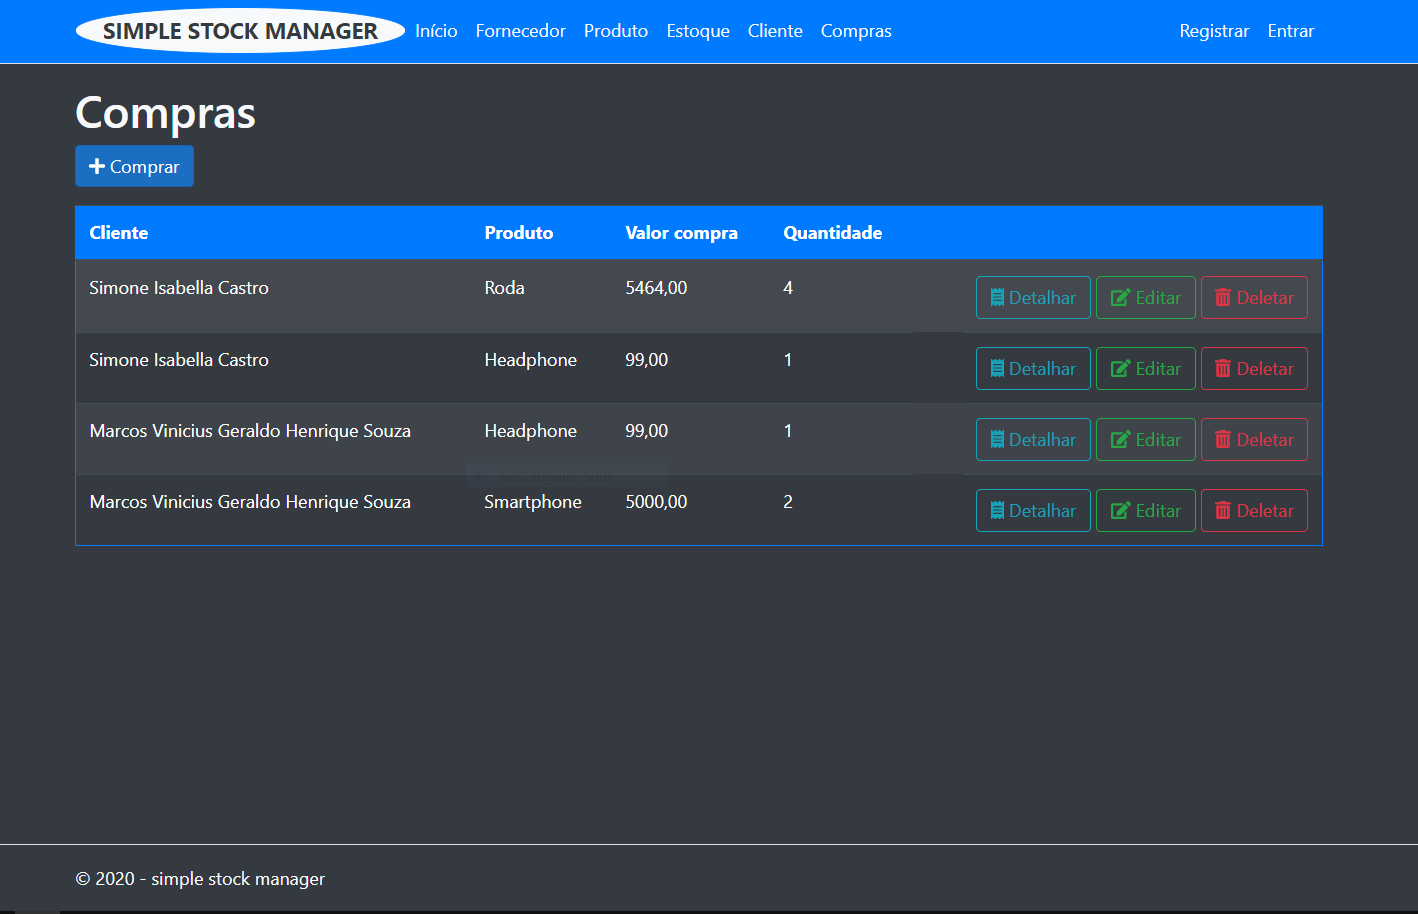 SIMPLE STOCK MANAGER Início Fornecedor Produto Estoque Cliente Compras Registrar Entrar
Compras
Comprar
Cliente Produto Valor compra Quantidade
Simone Isabella Castro Roda 5464,00 4 Detalhar Editar Deletar
Simone Isabella Castro Headphone 99,00 1 Detalhar Editar Deletar
Marcos Vinicius Geraldo Henrique Souza Headphone 99,00 1 Detalhar Editar Deletar
Rectangular Snip
Marcos Vinicius Geraldo Henrique Souza Smartphone 5000,00 2 Detalhar Editar Deletar
© 2020 - simple stock manager